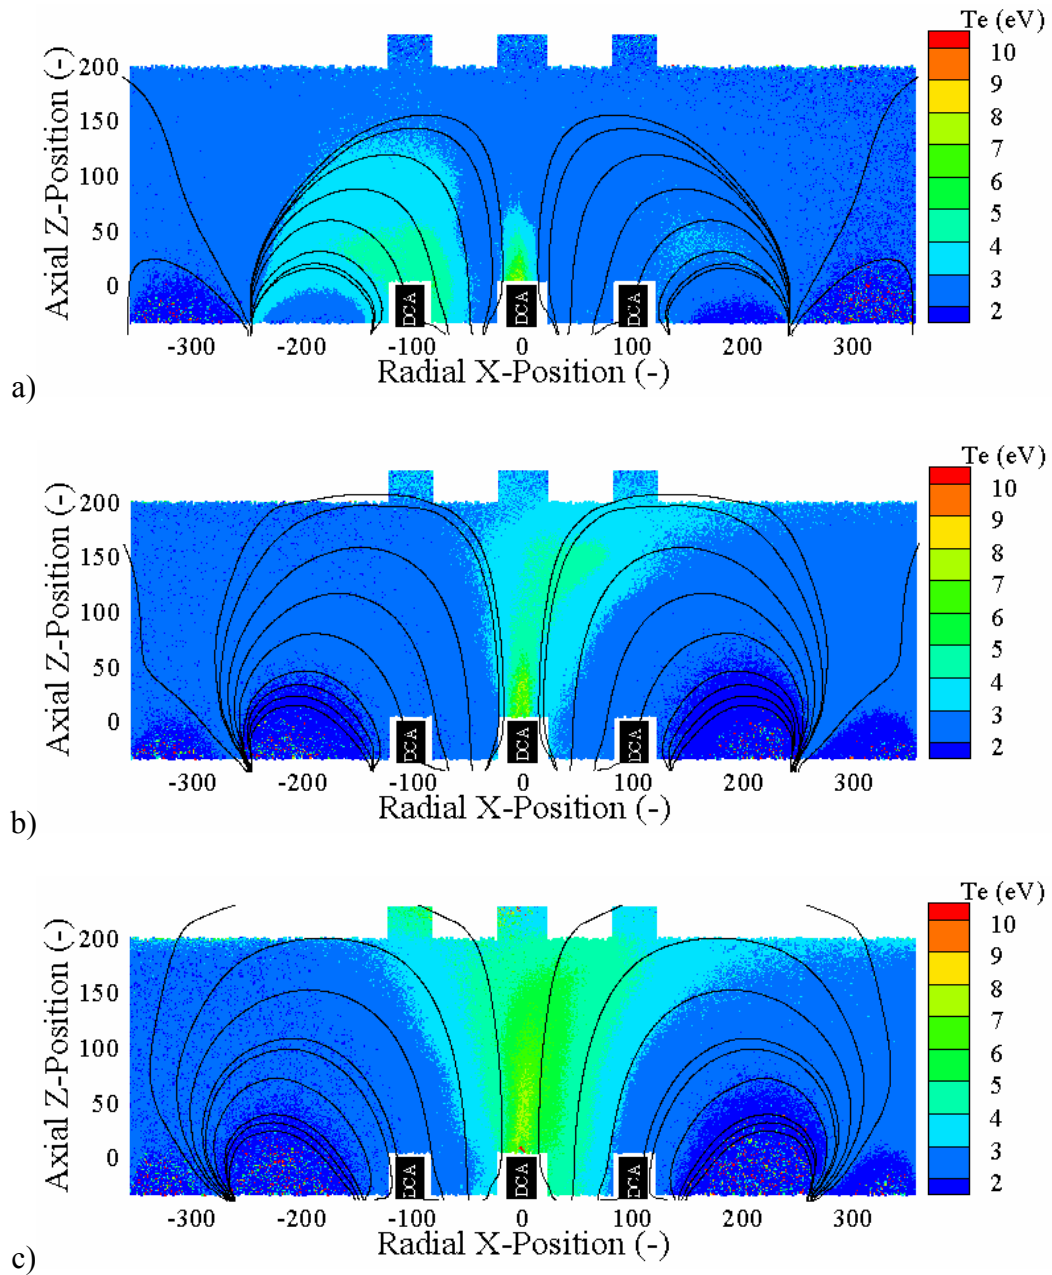 Te (eV)
10
9
8
7
6
5
4
3
2
Axial Z-Position (-)
200
150
100
50
0
DCA DCA DCA
-300 -200 -100 0 100 200 300
Radial X-Position (-)
a)
Te (eV)
10
9
8
7
6
5
4
3
2
Axial Z-Position (-)
200
150
100
50
0
DCA DCA DCA
-300 -200 -100 0 100 200 300
Radial X-Position (-)
b)
Te (eV)
10
9
8
7
6
5
4
3
2
Axial Z-Position (-)
200
150
100
50
0
DCA DCA DCA
-300 -200 -100 0 100 200 300
Radial X-Position (-)
c)